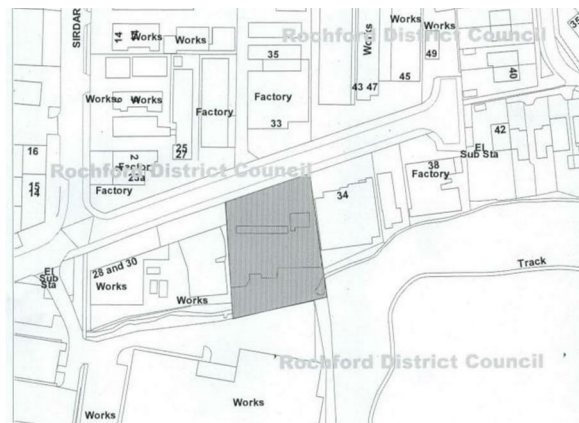 SIRDAR
14
Works
Works
35
Works
Works
49
Rochford District Council
43 47
45
40
Works
Works
Factory
Factory
33
25
27
42
El
Sub Sta
16
Factory
23a
Factory
15
14
Rochford District Council
38
Factory
34
28 and 30
Works
El
Sub
Sta
Works
Track
Rochford District Council
Works
Works